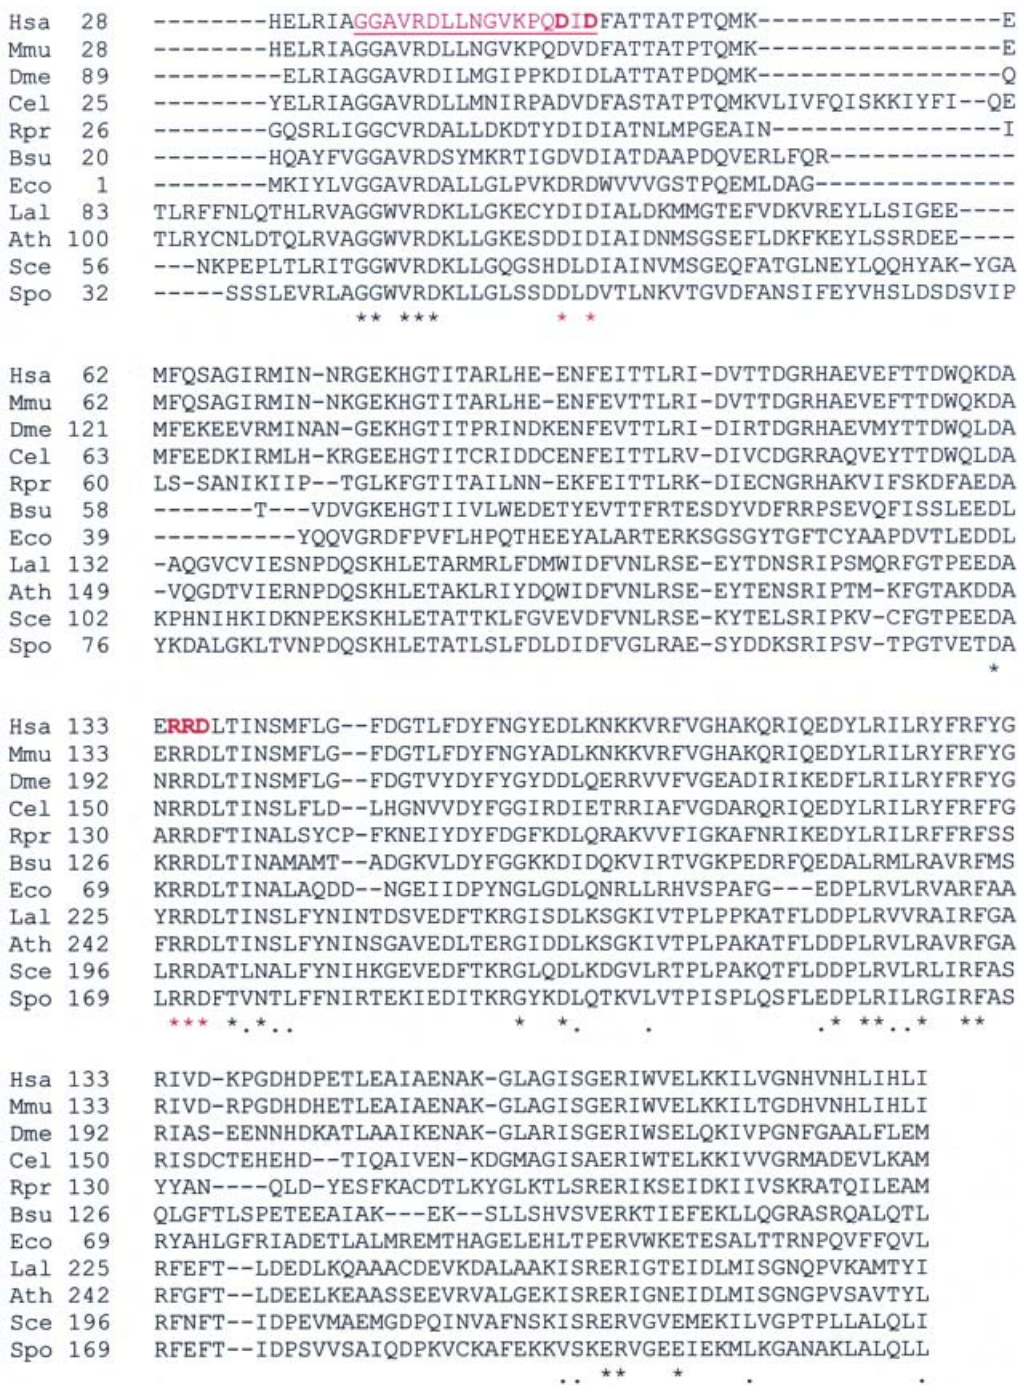 Hsa 28 --------HELRIAGGAVRDLLNGVKPQDIDFATTATPTQMK-----------------E
Mmu 28 --------HELRIAGGAVRDLLNGVKPQDVDFATTATPTQMK-----------------E
Dme 89 ---------ELRIAGGAVRDILMGIPPKDIDLATTATPDQMK-----------------Q
Cel 25 --------YELRIAGGAVRDLLMNIRPADVDFASTATPTQMKVLIVFQISKKIYFI--QE
Rpr 26 --------GQSRLIGGCVRDALLDKDTYDIDIATNLMPGEAIN----------------I
Bsu 20 --------HQAYFVGGAVRDSYMKRTIGDVDIATDAAPDQVERLFQR-------------
Eco 1 --------MKIYLVGGAVRDALLGLPVKDRDWVVVGSTPQEMLDAG--------------
Lal 83 TLRFFNLQTHLRVAGGWVRDKLLGKECYDIDIALDKMMGTEFVDKVREYLLSIGEE----
Ath 100 TLRYCNLDTQLRVAGGWVRDKLLGKESDDIDIAIDNMSGSEFLDKFKEYLSSRDEE----
Sce 56 ---NKPEPLTLRITGGWVRDKLLGQGSHDLDIAINVMSGEQFATGLNEYLQQHYAK-YGA
Spo 32 -----SSSLEVRLAGGWVRDKLLGLSSDDLDVTLNKVTGVDFANSIFEYVHSLDSDSVIP
** *** * *
Hsa 62 MFQSAGIRMIN-NRGEKHGTITARLHE-ENFEITTLRI-DVTTDGRHAEVEFTTDWQKDA
Mmu 62 MFQSAGIRMIN-NKGEKHGTITARLHE-ENFEVTTLRI-DVTTDGRHAEVEFTTDWQKDA
Dme 121 MFEKEEVRMINAN-GEKHGTITPRINDKENFEVTTLRI-DIRTDGRHAEVMYTTDWQLDA
Cel 63 MFEEDKIRMLH-KRGEEHGTITCRIDDCENFEITTLRV-DIVCDGRRAQVEYTTDWQLDA
Rpr 60 LS-SANIKIIP--TGLKFGTITAILNN-EKFEITTLRK-DIECNGRHAKVIFSKDFAEDA
Bsu 58 -------T---VDVGKEHGTIIVLWEDETYEVTTFRTESDYVDFRRPSEVQFISSLEEDL
Eco 39 ----------YQQVGRDFPVFLHPQTHEEYALARTERKSGSGYTGFTCYAAPDVTLEDDL
Lal 132 -AQGVCVIESNPDQSKHLETARMRLFDMWIDFVNLRSE-EYTDNSRIPSMQRFGTPEEDA
Ath 149 -VQGDTVIERNPDQSKHLETAKLRIYDQWIDFVNLRSE-EYTENSRIPTM-KFGTAKDDA
Sce 102 KPHNIHKIDKNPEKSKHLETATTKLFGVEVDFVNLRSE-KYTELSRIPKV-CFGTPEEDA
Spo 76 YKDALGKLTVNPDQSKHLETATLSLFDLDIDFVGLRAE-SYDDKSRIPSV-TPGTVETDA
*
Hsa 133 ERRDLTINSMFLG--FDGTLFDYFNGYEDLKNKKVRFVGHAKQRIQEDYLRILRYFRFYG
Mmu 133 ERRDLTINSMFLG--FDGTLFDYFNGYADLKNKKVRFVGHAKQRIQEDYLRILRYFRFYG
Dme 192 NRRDLTINSMFLG--FDGTVYDYFYGYDDLQERRVVFVGEADIRIKEDFLRILRYFRFYG
Cel 150 NRRDLTINSLFLD--LHGNVVDYFGGIRDIETRRIAFVGDARQRIQEDYLRILRYFRFFG
Rpr 130 ARRDFTINALSYCP-FKNEIYDYFDGFKDLQRAKVVFIGKAFNRIKEDYLRILRFFRFSS
Bsu 126 KRRDLTINAMAMT--ADGKVLDYFGGKKDIDQKVIRTVGKPEDRFQEDALRMLRAVRFMS
Eco 69 KRRDLTINALAQDD--NGEIIDPYNGLGDLQNRLLRHVSPAFG---EDPLRVLRVARFAA
Lal 225 YRRDLTINSLFYNINTDSVEDFTKRGISDLKSGKIVTPLPPKATFLDDPLRVVRAIRFGA
Ath 242 FRRDLTINSLFYNINSGAVEDLTERGIDDLKSGKIVTPLPAKATFLDDPLRVLRAVRFGA
Sce 196 LRRDATLNALFYNIHKGEVEDFTKRGLQDLKDGVLRTPLPAKQTFLDDPLRVLRLIRFAS
Spo 169 LRRDFTVNTLFFNIRTEKIEDITKRGYKDLQTKVLVTPISPLQSFLEDPLRILRGIRFAS
*** *.*.. * *. . .* **..* **
Hsa 133 RIVD-KPGDHDPETLEAIAENAK-GLAGISGERIWVELKKILVGNHVNHLIHLI
Mmu 133 RIVD-RPGDHDHETLEAIAENAK-GLAGISGERIWVELKKILTGDHVNHLIHLI
Dme 192 RIAS-EENNHDKATLAAIKENAK-GLARISGERIWSELQKIVPGNFGAALFLEM
Cel 150 RISDCTEHEHD--TIQAIVEN-KDGMAGISAERIWTELKKIVVGRMADEVLKAM
Rpr 130 YYAN----QLD-YESFKACDTLKYGLKTLSRERIKSEIDKIIVSKRATQILEAM
Bsu 126 QLGFTLSPETEEAIAK---EK--SLLSHVSVERKTIEFEKLLQGRASRQALQTL
Eco 69 RYAHLGFRIADETLALMREMTHAGELEHLTPERVWKETESALTTRNPQVFFQVL
Lal 225 RFEFT--LDEDLKQAAACDEVKDALAAKISRERIGTEIDLMISGNQPVKAMTYI
Ath 242 RFGFT--LDEELKEAASSEEVRVALGEKISRERIGNEIDLMISGNGPVSAVTYL
Sce 196 RFNFT--IDPEVMAEMGDPQINVAFNSKISRERVGVEMEKILVGPTPLLALQLI
Spo 169 RFEFT--IDPSVVSAIQDPKVCKAFEKKVSKERVGEEIEKMLKGANAKLALQLL
.. ** * . .